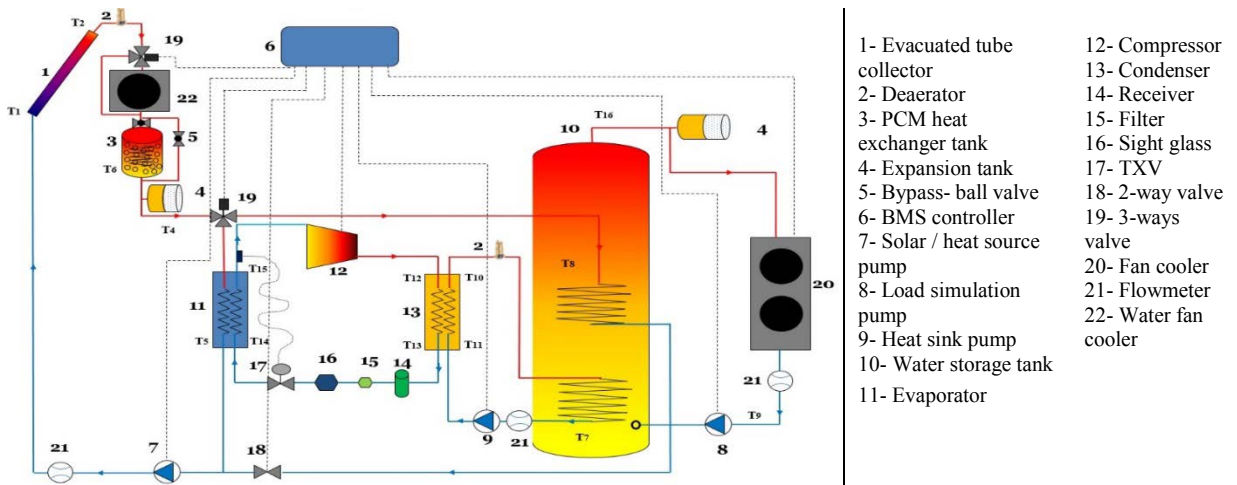 T2
2
19
6
1
22
T1
3
5
T6
4
19
T4
T16
10
4
12
2
T15
T12
T10
T8
11
13
20
T5
T14
T13
T11
17
16
15
14
21
9
21
T7
T9
8
21
7
18
1- Evacuated tube
collector
2- Deaerator
3- PCM heat
exchanger tank
4- Expansion tank
5- Bypass- ball valve
6- BMS controller
7- Solar / heat source
pump
8- Load simulation
pump
9- Heat sink pump
10- Water storage tank
11- Evaporator
12- Compressor
13- Condenser
14- Receiver
15- Filter
16- Sight glass
17- TXV
18- 2-way valve
19- 3-ways
valve
20- Fan cooler
21- Flowmeter
22- Water fan
cooler